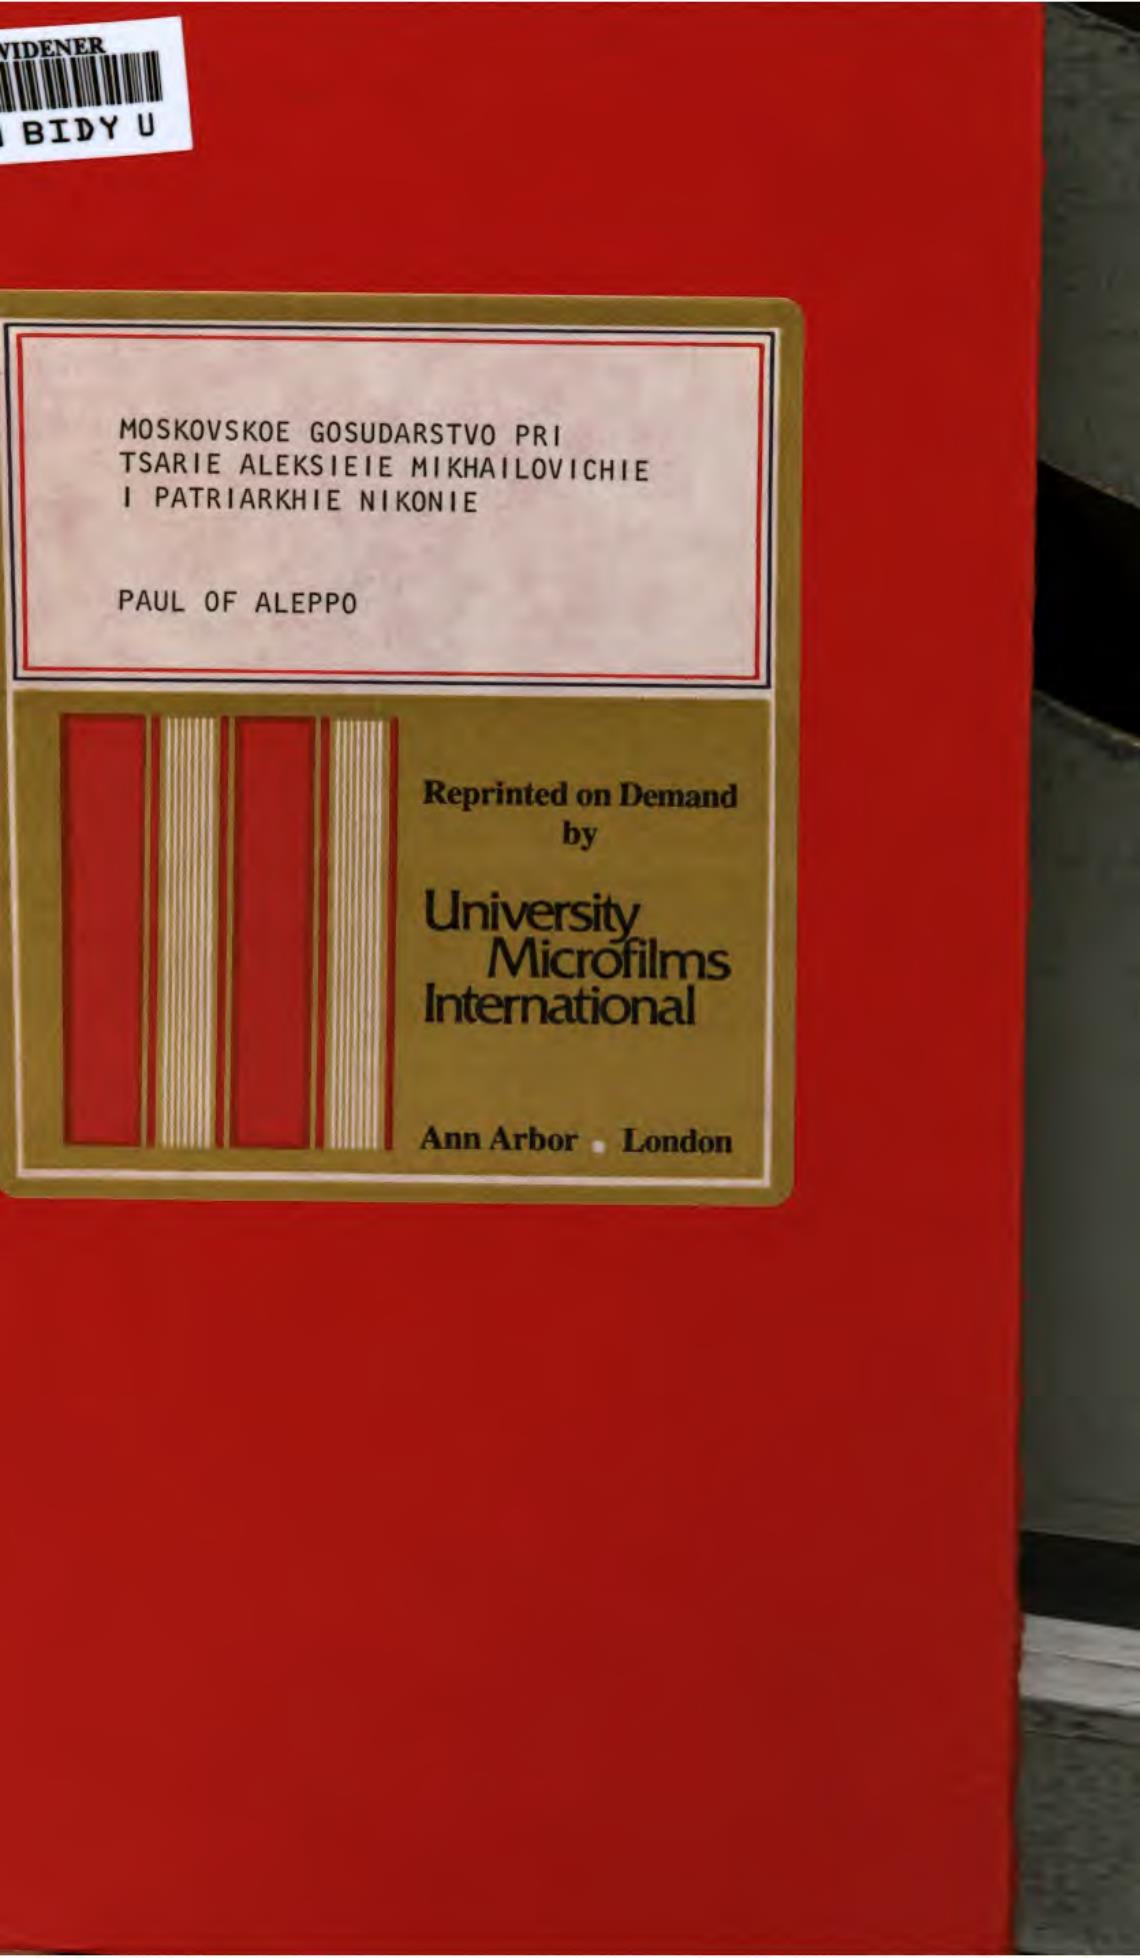 WIDENER
BIDY U
MOSKOVSKOE GOSUDARSTVO PRI
TSARIE ALEKSIEIE MIKHAILOVICHIE
I PATRIARKHIE NIKONIE
PAUL OF ALEPPO
Reprinted on Demand
by
University
Microfilms
International
Ann Arbor . London